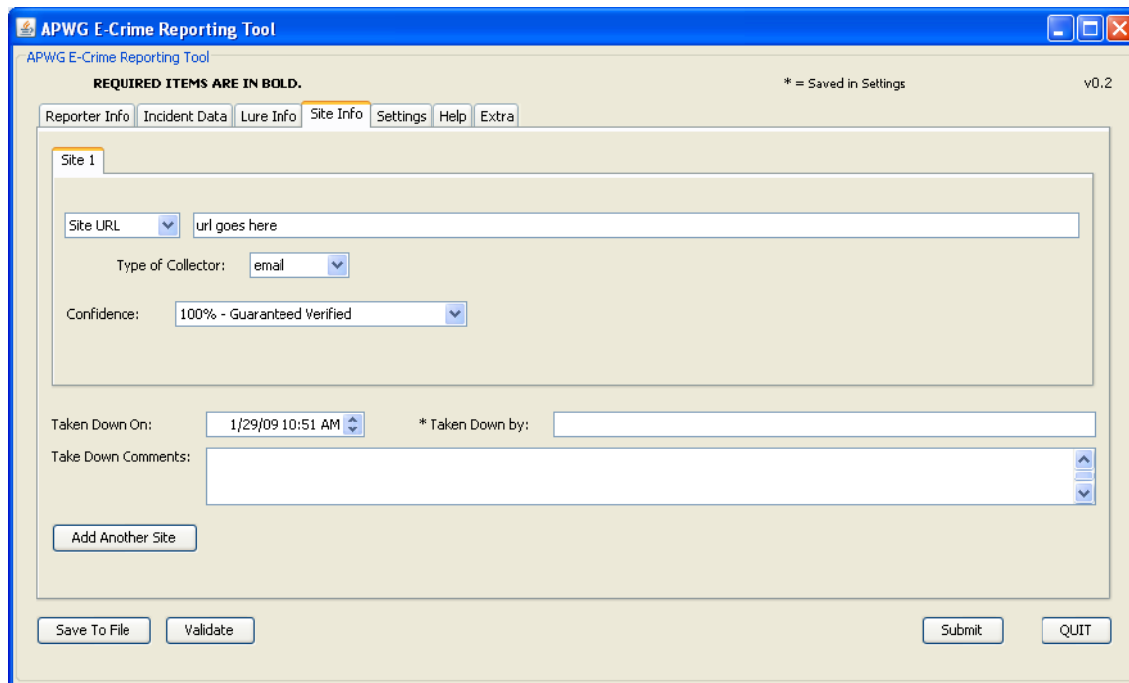 APWG E-Crime Reporting Tool
APWG E-Crime Reporting Tool
REQUIRED ITEMS ARE IN BOLD. * = Saved in Settings v0.2
Reporter Info Incident Data Lure Info Site Info Settings Help Extra
Site 1
Site URL url goes here
Type of Collector: email
Confidence: 100% - Guaranteed Verified
Taken Down On: 1/29/09 10:51 AM * Taken Down by:
Take Down Comments:
Add Another Site
Save To File Validate Submit QUIT